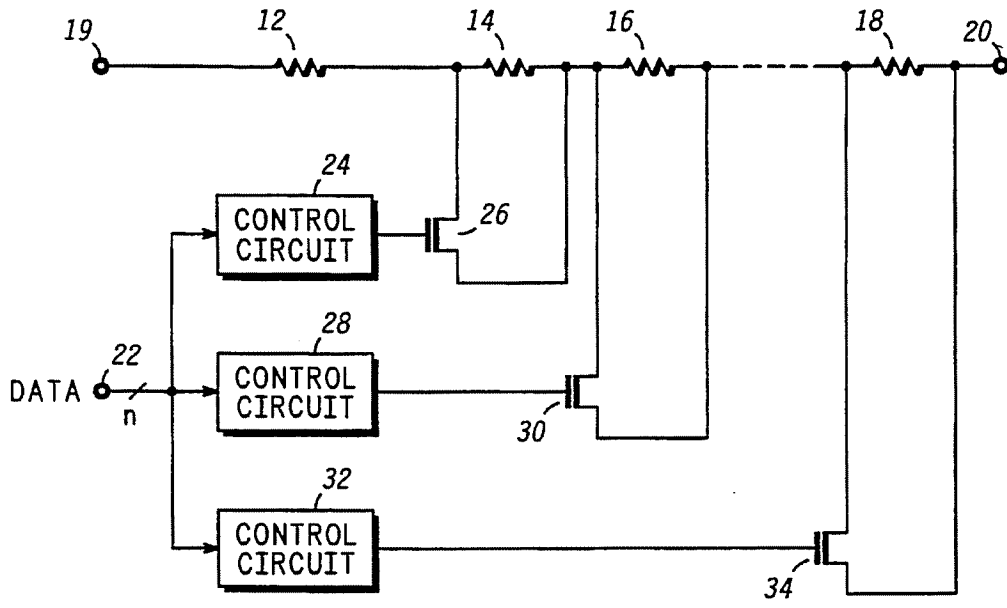 19
12
14
16
18
20
24
CONTROL
CIRCUIT
26
28
CONTROL
CIRCUIT
30
DATA
22
n
32
CONTROL
CIRCUIT
34